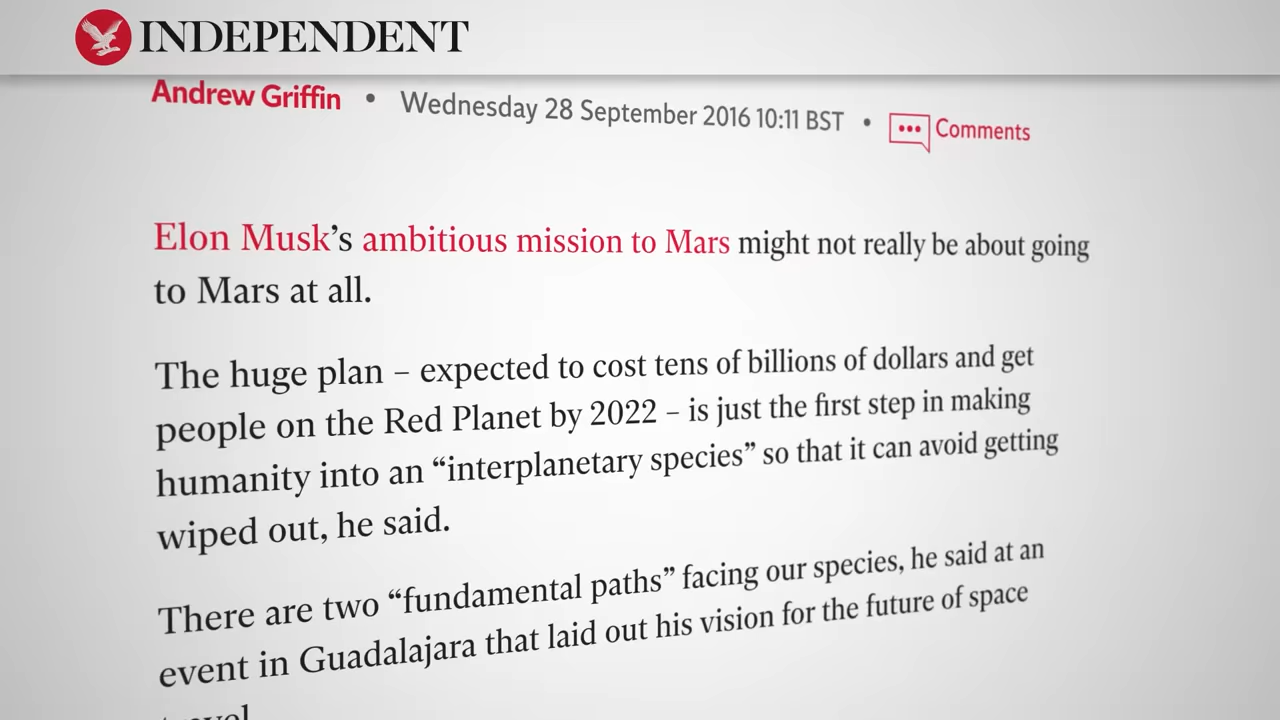 INDEPENDENT
Andrew Griffin • Wednesday 28 September 2016 10:11 BST • Comments
Elon Musk’s ambitious mission to Mars might not really be about going
to Mars at all.
The huge plan – expected to cost tens of billions of dollars and get
people on the Red Planet by 2022 – is just the first step in making
humanity into an “interplanetary species” so that it can avoid getting
wiped out, he said.
There are two “fundamental paths” facing our species, he said at an
event in Guadalajara that laid out his vision for the future of space